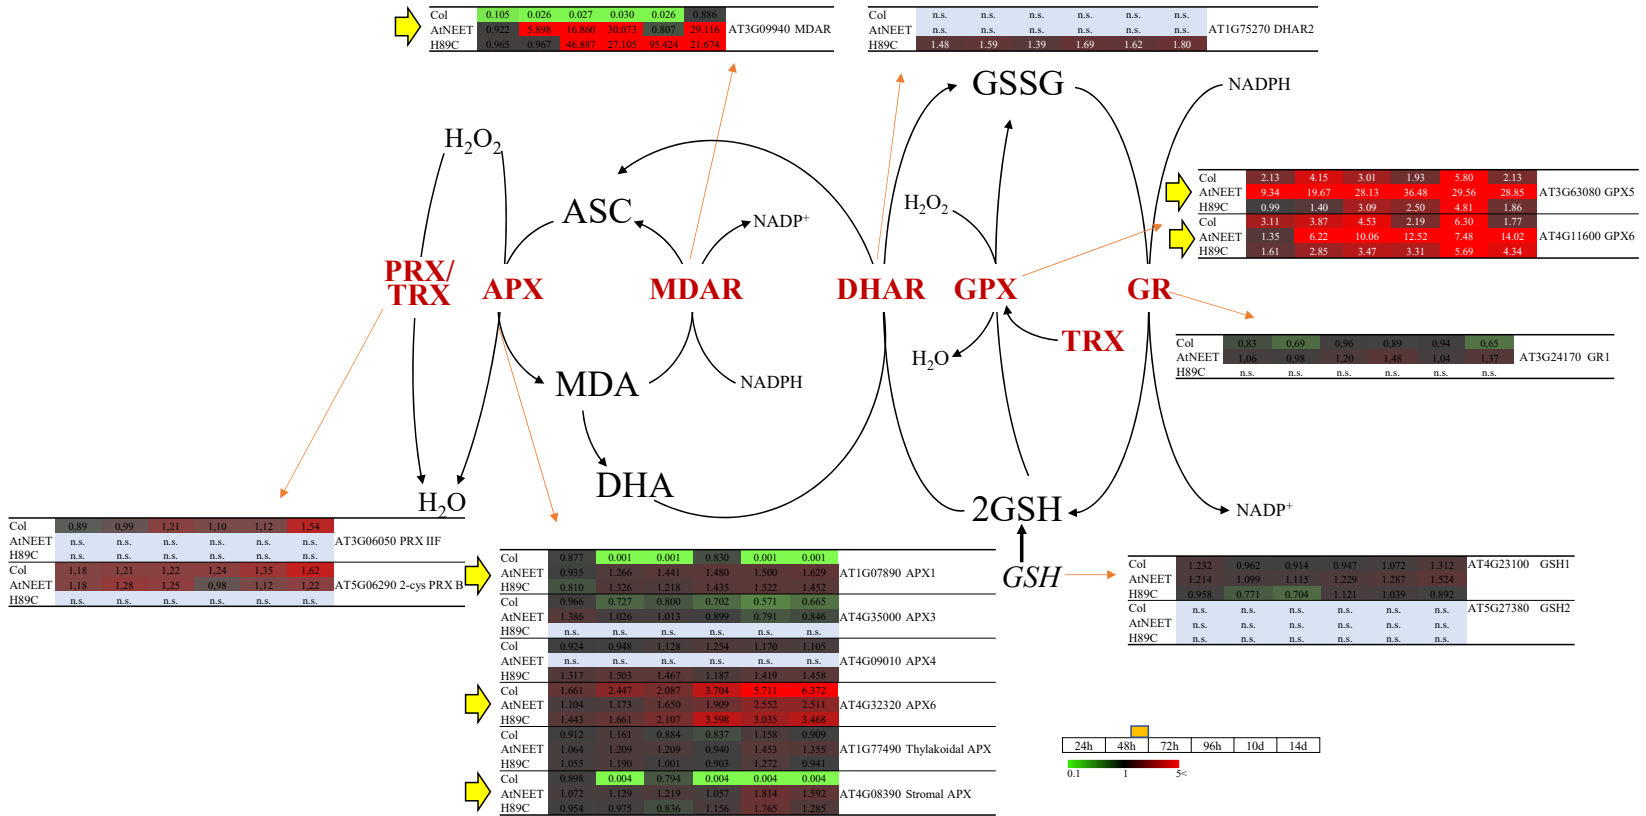 Col 0.105 0.026 0.027 0.030 0.026 0.886
AtNEET 0.922 5.898 16.860 30.073 0.807 29.116 AT3G09940 MDAR
H89C 0.965 0.967 46.887 27.105 95.424 21.674
Col n.s. n.s. n.s. n.s. n.s. n.s.
AtNEET n.s. n.s. n.s. n.s. n.s. n.s. AT1G75270 DHAR2
H89C 1.48 1.59 1.39 1.69 1.62 1.80
GSSG
NADPH
H2O2
ASC
NADP+
H2O2
Col 2.13 4.15 3.01 1.93 5.80 2.13
AtNEET 9.34 19.67 28.13 36.48 29.56 28.85 AT3G63080 GPX5
H89C 0.99 1.40 3.09 2.50 4.81 1.86
Col 3.11 3.87 4.53 2.19 6.30 1.77
AtNEET 1.35 6.22 10.06 12.52 7.48 14.02 AT4G11600 GPX6
H89C 1.61 2.85 3.47 3.31 5.69 4.34
PRX/
TRX
APX
MDAR
DHAR
GPX
GR
TRX
H2O
MDA
NADPH
Col 0,83 0,69 0,96 0,89 0,94 0,65
AtNEET 1,06 0,98 1,20 1,48 1,04 1,37 AT3G24170 GR1
H89C n.s. n.s. n.s. n.s. n.s. n.s.
DHA
H2O
2GSH
NADP+
GSH
Col 0,89 0,99 1,21 1,10 1,12 1,54
AtNEET n.s. n.s. n.s. n.s. n.s. n.s. AT3G06050 PRX IIF
H89C n.s. n.s. n.s. n.s. n.s. n.s.
Col 1,18 1,21 1,22 1,24 1,35 1,62
AtNEET 1,18 1,28 1,25 0,98 1,12 1,22 AT5G06290 2-cys PRX B
H89C n.s. n.s. n.s. n.s. n.s. n.s.
Col 0.877 0.001 0.001 0.830 0.001 0.001
AtNEET 0.935 1.266 1.441 1.480 1.500 1.629 AT1G07890 APX1
H89C 0.810 1.326 1.218 1.435 1.522 1.452
Col 0.966 0.727 0.800 0.702 0.571 0.665
AtNEET 1.386 1.026 1.013 0.899 0.791 0.846 AT4G35000 APX3
H89C n.s. n.s. n.s. n.s. n.s. n.s.
Col 0.924 0.948 1.128 1.254 1.170 1.105
AtNEET n.s. n.s. n.s. n.s. n.s. n.s. AT4G09010 APX4
H89C 1.317 1.503 1.467 1.187 1.419 1.458
Col 1.661 2.447 2.087 3.704 5.711 6.372
AtNEET 1.104 1.173 1.650 1.909 2.552 2.511 AT4G32320 APX6
H89C 1.443 1.661 2.107 3.598 3.035 3.468
Col 0.912 1.161 0.884 0.837 1.158 0.909
AtNEET 1.064 1.209 1.209 0.940 1.453 1.355 AT1G77490 Thylakoidal APX
H89C 1.055 1.190 1.001 0.903 1.272 0.941
Col 0.898 0.004 0.794 0.004 0.004 0.004
AtNEET 1.072 1.129 1.219 1.057 1.814 1.592 AT4G08390 Stromal APX
H89C 0.954 0.975 0.836 1.156 1.765 1.285
Col 1.232 0.962 0.914 0.947 1.072 1.312 AT4G23100 GSH1
AtNEET 1.214 1.099 1.115 1.229 1.287 1.524
H89C 0.958 0.771 0.704 1.121 1.039 0.892
Col n.s. n.s. n.s. n.s. n.s. n.s. AT5G27380 GSH2
AtNEET n.s. n.s. n.s. n.s. n.s. n.s.
H89C n.s. n.s. n.s. n.s. n.s. n.s.
24h 48h 72h 96h 10d 14d
0.1 1 5<